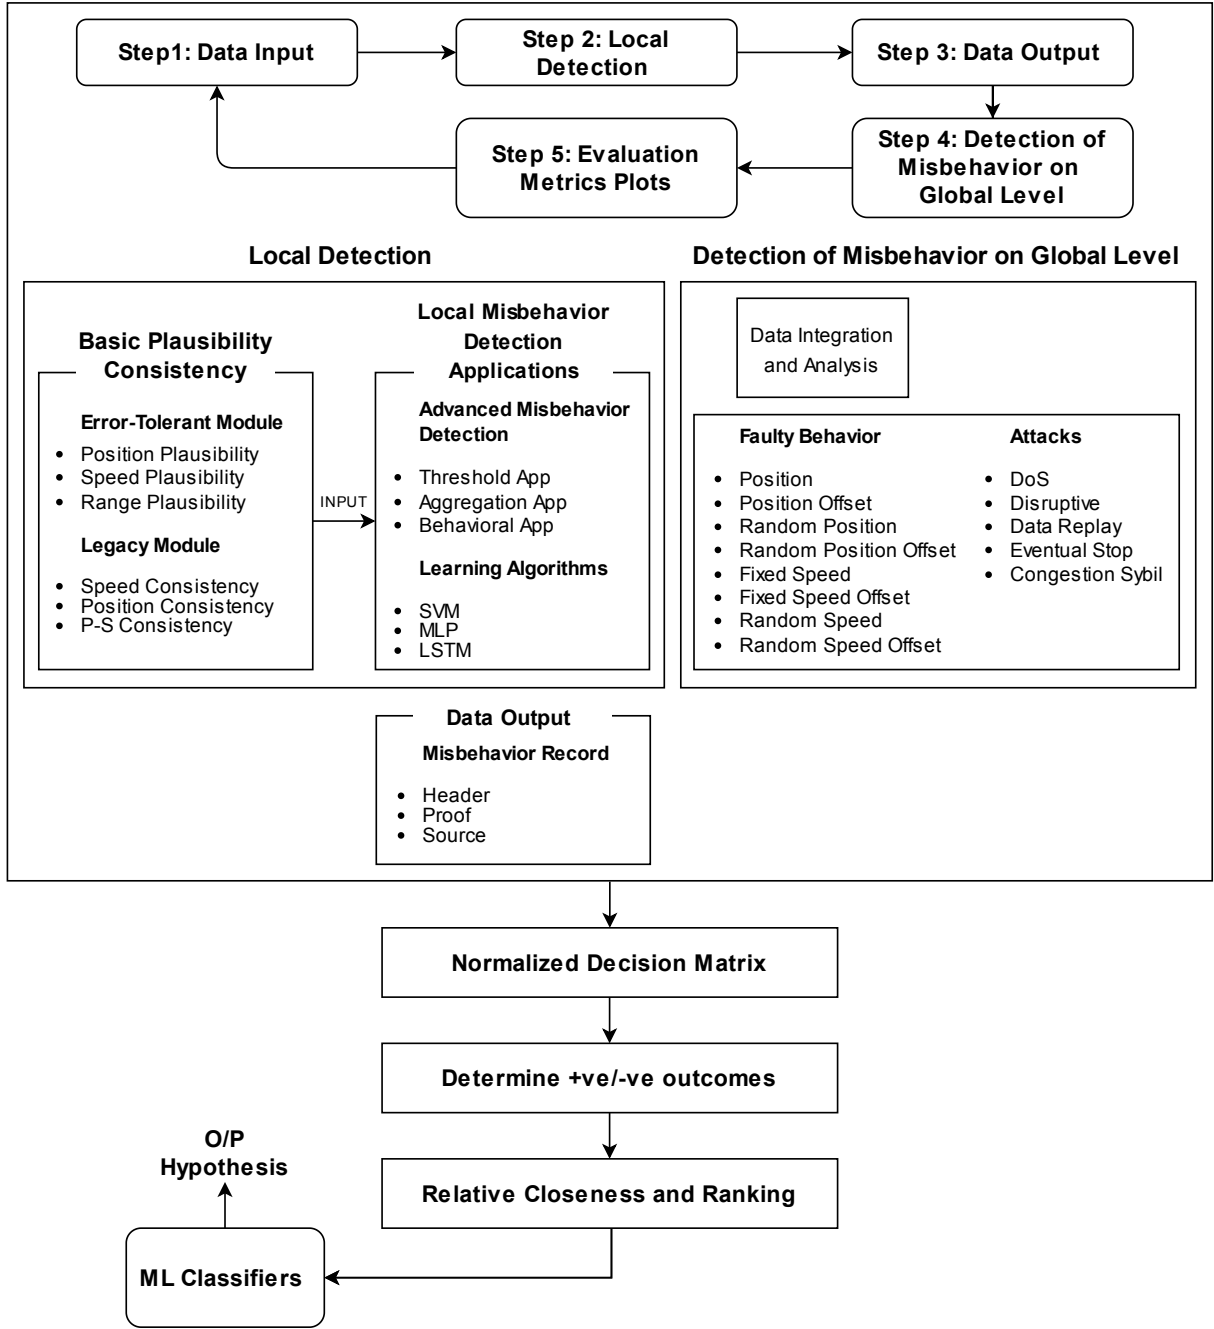 Step1: Data Input
Step 2: Local
Detection
Step 3: Data Output
Step 4: Detection of
Misbehavior on
Global Level
Step 5: Evaluation
Metrics Plots
Local Detection
Basic Plausibility
Consistency
Error-Tolerant Module
• Position Plausibility
• Speed Plausibility
• Range Plausibility
Legacy Module
• Speed Consistency
• Position Consistency
• P-S Consistency
INPUT
Local Misbehavior
Detection
Applications
Advanced Misbehavior
Detection
• Threshold App
• Aggregation App
• Behavioral App
Learning Algorithms
• SVM
• MLP
• LSTM
Detection of Misbehavior on Global Level
Data Integration
and Analysis
Faulty Behavior
• Position
• Position Offset
• Random Position
• Random Position Offset
• Fixed Speed
• Fixed Speed Offset
• Random Speed
• Random Speed Offset
Attacks
• DoS
• Disruptive
• Data Replay
• Eventual Stop
• Congestion Sybil
Data Output
Misbehavior Record
• Header
• Proof
• Source
Normalized Decision Matrix
Determine +ve/-ve outcomes
Relative Closeness and Ranking
ML Classifiers
O/P
Hypothesis